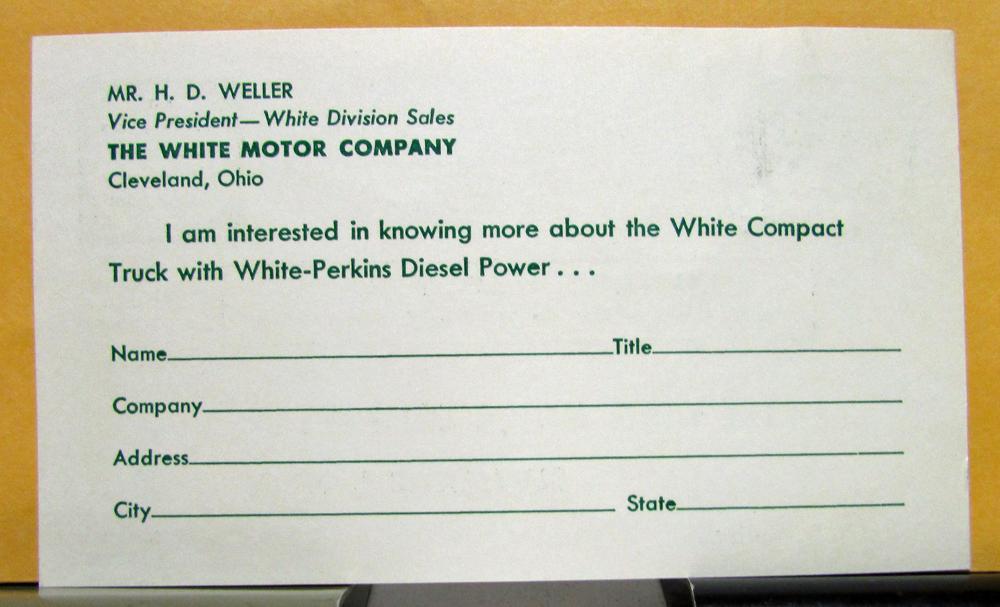 MR. H. D. WELLER
Vice President—White Division Sales
THE WHITE MOTOR COMPANY
Cleveland, Ohio
I am interested in knowing more about the White Compact
Truck with White-Perkins Diesel Power . . .
Name Title
Company
Address
City State